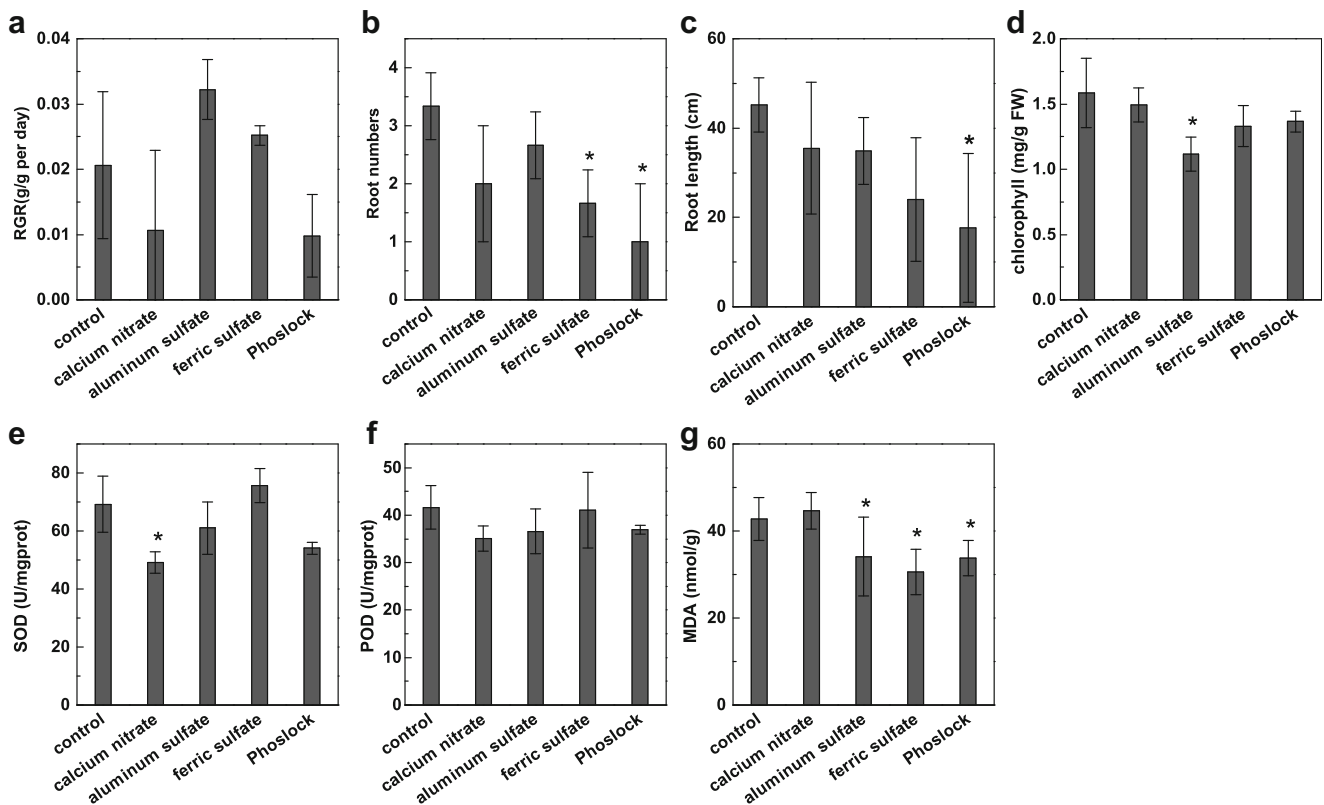 a
0.04
0.03
0.02
0.01
0.00
RGR(g/g per day)
control
calcium nitrate
aluminum sulfate
ferric sulfate
Phoslock
b
4
3
2
1
0
Root numbers
*
*
control
calcium nitrate
aluminum sulfate
ferric sulfate
Phoslock
c
60
40
20
0
Root length (cm)
*
control
calcium nitrate
aluminum sulfate
ferric sulfate
Phoslock
d
2.0
1.5
1.0
0.5
0.0
chlorophyll (mg/g FW)
*
control
calcium nitrate
aluminum sulfate
ferric sulfate
Phoslock
e
80
60
40
20
0
SOD (U/mgprot)
*
control
calcium nitrate
aluminum sulfate
ferric sulfate
Phoslock
f
50
40
30
20
10
0
POD (U/mgprot)
control
calcium nitrate
aluminum sulfate
ferric sulfate
Phoslock
g
60
40
20
0
MDA (nmol/g)
*
*
*
control
calcium nitrate
aluminum sulfate
ferric sulfate
Phoslock